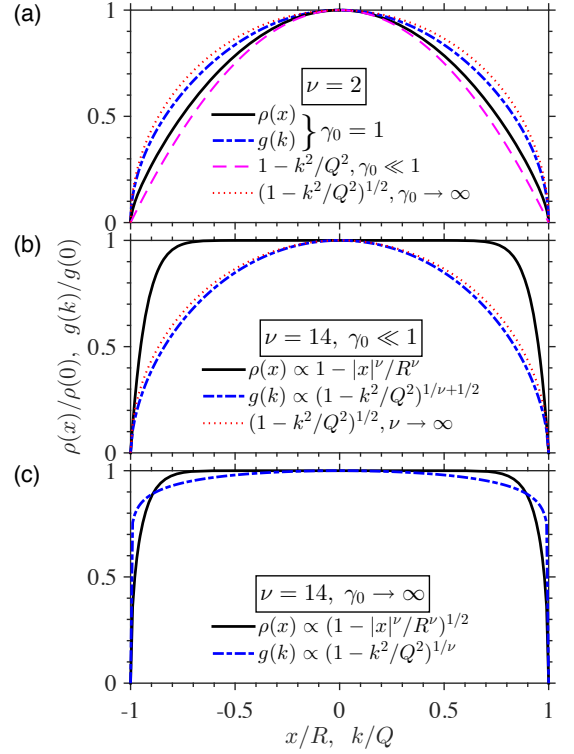 (a)
1
0.5
0
ν = 2
ρ(x)
g(k)
} γ₀ = 1
1 − k²/Q², γ₀ ≪ 1
(1 − k²/Q²)^{1/2}, γ₀ → ∞
(b)
1
0.5
0
ρ(x)/ρ(0), g(k)/g(0)
ν = 14, γ₀ ≪ 1
ρ(x) ∝ 1 − |x|^ν/R^ν
g(k) ∝ (1 − k²/Q²)^{1/ν+1/2}
(1 − k²/Q²)^{1/2}, ν → ∞
(c)
1
0.5
0
ν = 14, γ₀ → ∞
ρ(x) ∝ (1 − |x|^ν/R^ν)^{1/2}
g(k) ∝ (1 − k²/Q²)^{1/ν}
-1 -0.5 0 0.5 1
x/R, k/Q